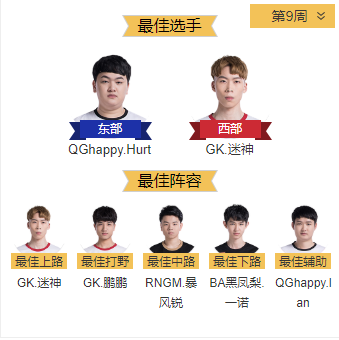 最佳选手
第9周
东部
西部
QGhappy.Hurt
GK.迷神
最佳阵容
最佳上路
最佳打野
最佳中路
最佳下路
最佳辅助
GK.迷神
GK.鹏鹏
RNGM.暴
风锐
BA黑凤梨.
一诺
QGhappy.I
an